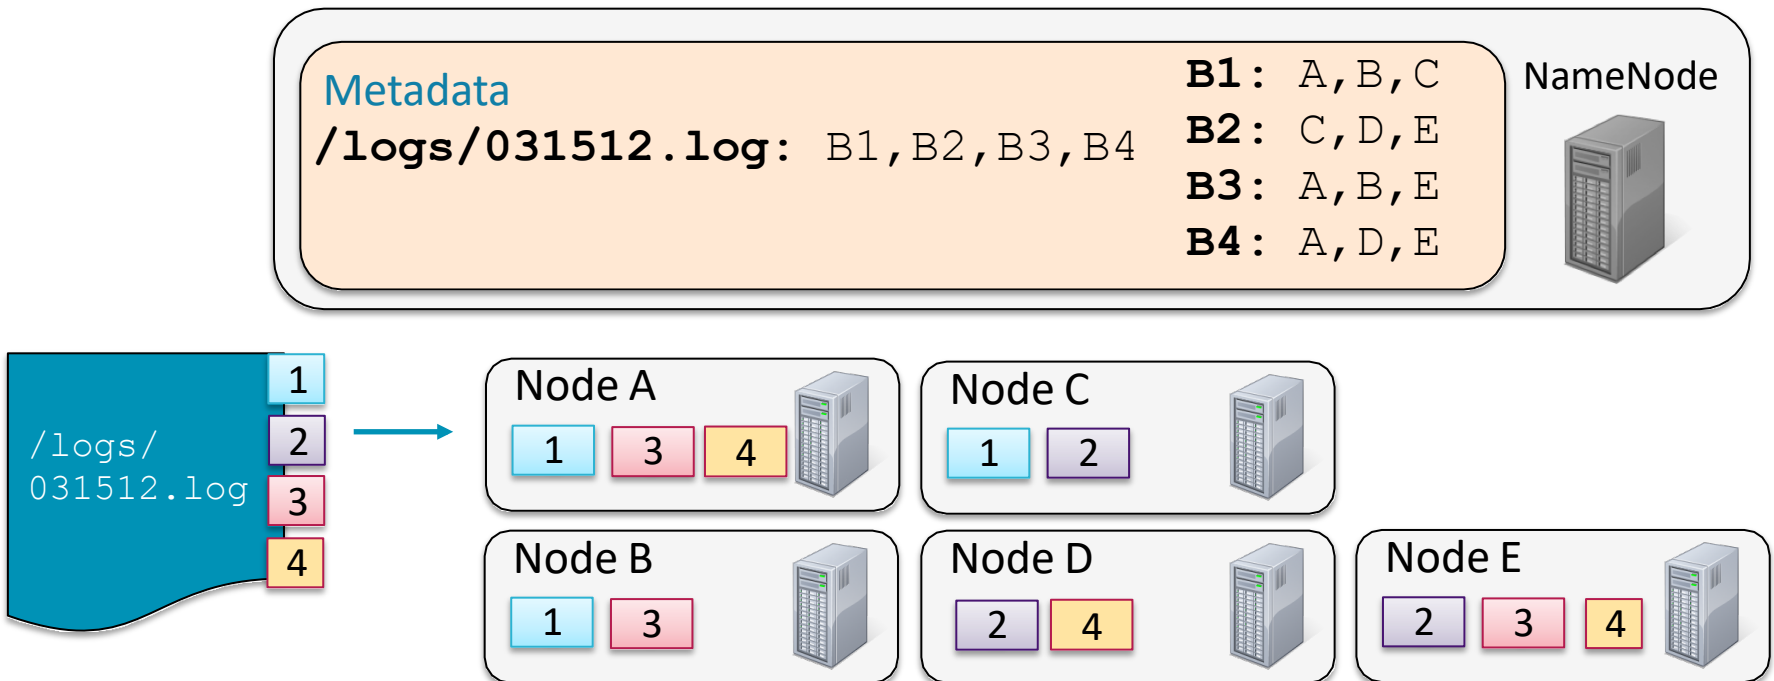 Metadata
/logs/031512.log: B1,B2,B3,B4
B1: A,B,C
B2: C,D,E
B3: A,B,E
B4: A,D,E
NameNode
/logs/
031512.log
1
2
3
4
Node A
1 3 4
Node C
1 2
Node B
1 3
Node D
2 4
Node E
2 3 4